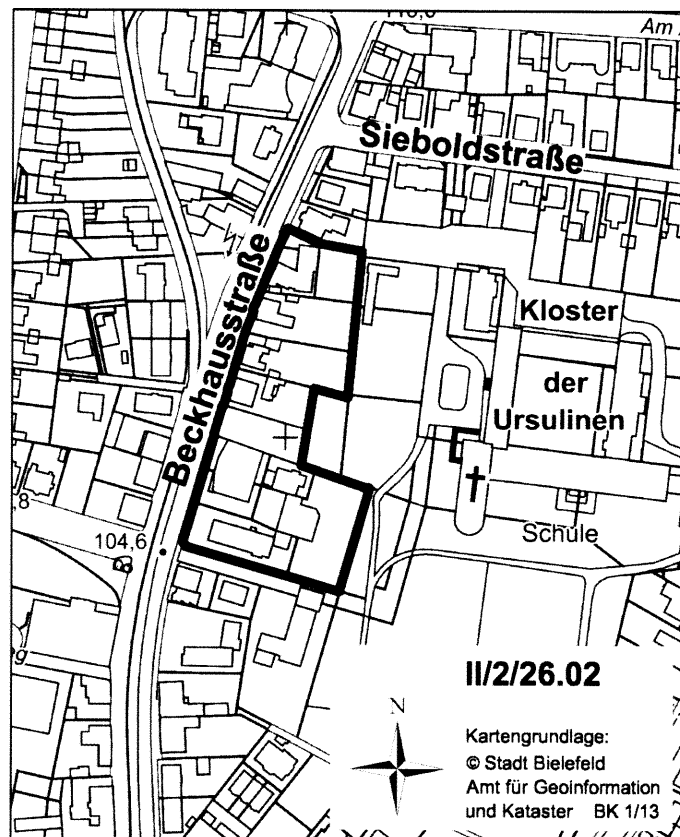 Am
Sieboldstraße
Beckhausstraße
Kloster
der
Ursulinen
Schule
104,6
II/2/26.02
N
Kartengrundlage:
© Stadt Bielefeld
Amt für Geoinformation
und Kataster BK 1/13